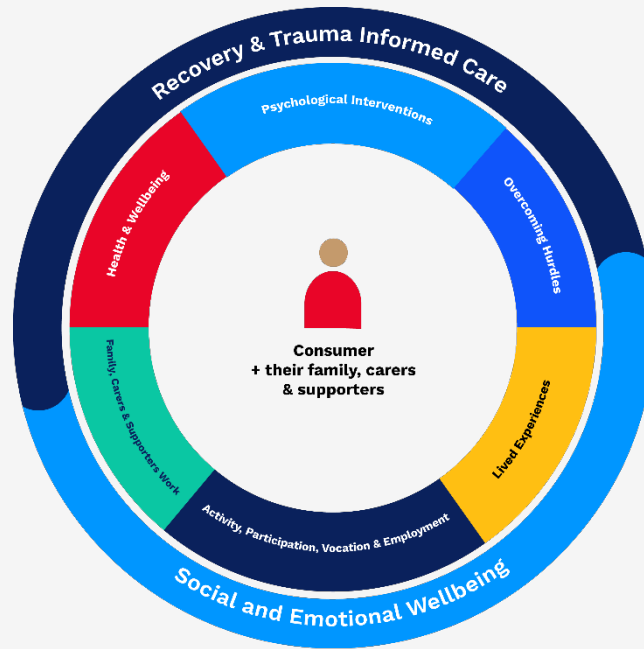 Recovery & Trauma Informed Care
Psychological Interventions
Health & Wellbeing
Overcoming Hurdles
Consumer
+ their family, carers
& supporters
Family, Carers & Supporters Work
Lived Experiences
Activity, Participation, Vocation & Employment
Social and Emotional Wellbeing